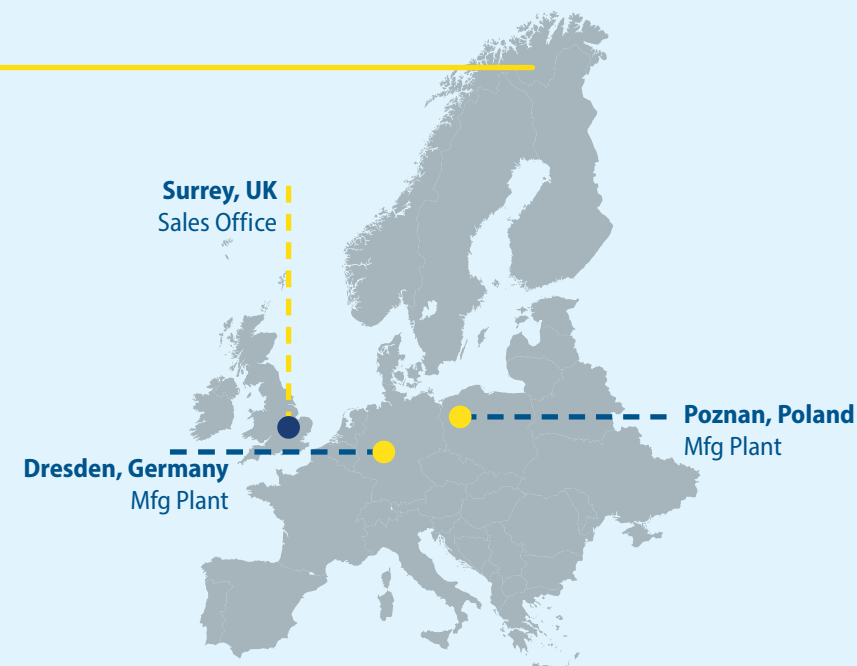 Surrey, UK
Sales Office
Poznan, Poland
Mfg Plant
Dresden, Germany
Mfg Plant